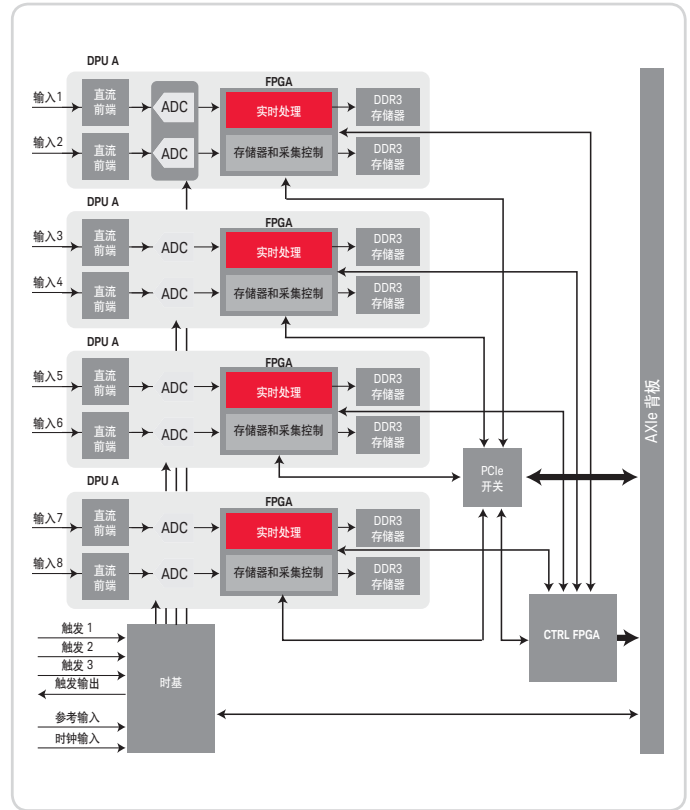 DPU A
FPGA
输入1
直流
前端
ADC
实时处理
DDR3
存储器
输入2
直流
前端
ADC
存储器和采集控制
DDR3
存储器
DPU A
FPGA
输入3
直流
前端
ADC
实时处理
DDR3
存储器
输入4
直流
前端
ADC
存储器和采集控制
DDR3
存储器
DPU A
FPGA
输入5
直流
前端
ADC
实时处理
DDR3
存储器
输入6
直流
前端
ADC
存储器和采集控制
DDR3
存储器
DPU A
FPGA
输入7
直流
前端
ADC
实时处理
DDR3
存储器
输入8
直流
前端
ADC
存储器和采集控制
DDR3
存储器
PCIe
开关
AXIe 背板
CTRL FPGA
触发 1
触发 2
触发 3
触发输出
参考输入
时钟输入
时基